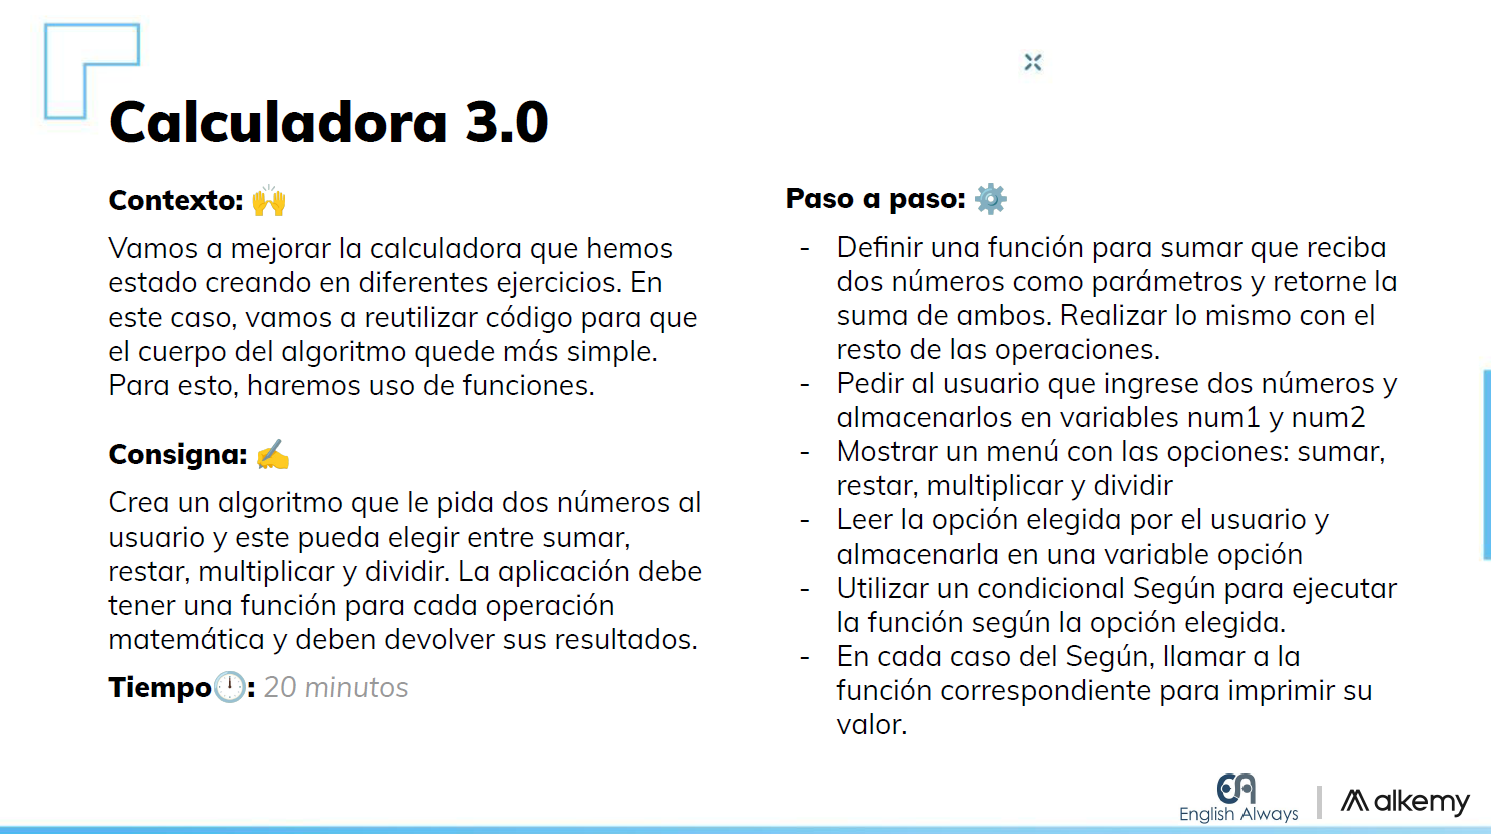 Calculadora 3.0
Contexto: 🙌
Vamos a mejorar la calculadora que hemos
estado creando en diferentes ejercicios. En
este caso, vamos a reutilizar código para que
el cuerpo del algoritmo quede más simple.
Para esto, haremos uso de funciones.
Consigna: ✍️
Crea un algoritmo que le pida dos números al
usuario y este pueda elegir entre sumar,
restar, multiplicar y dividir. La aplicación debe
tener una función para cada operación
matemática y deben devolver sus resultados.
Tiempo🕛: 20 minutos
Paso a paso: ⚙️
- Definir una función para sumar que reciba
dos números como parámetros y retorne la
suma de ambos. Realizar lo mismo con el
resto de las operaciones.
- Pedir al usuario que ingrese dos números y
almacenarlos en variables num1 y num2
- Mostrar un menú con las opciones: sumar,
restar, multiplicar y dividir
- Leer la opción elegida por el usuario y
almacenarla en una variable opción
- Utilizar un condicional Según para ejecutar
la función según la opción elegida.
- En cada caso del Según, llamar a la
función correspondiente para imprimir su
valor.
English Always
alkemy